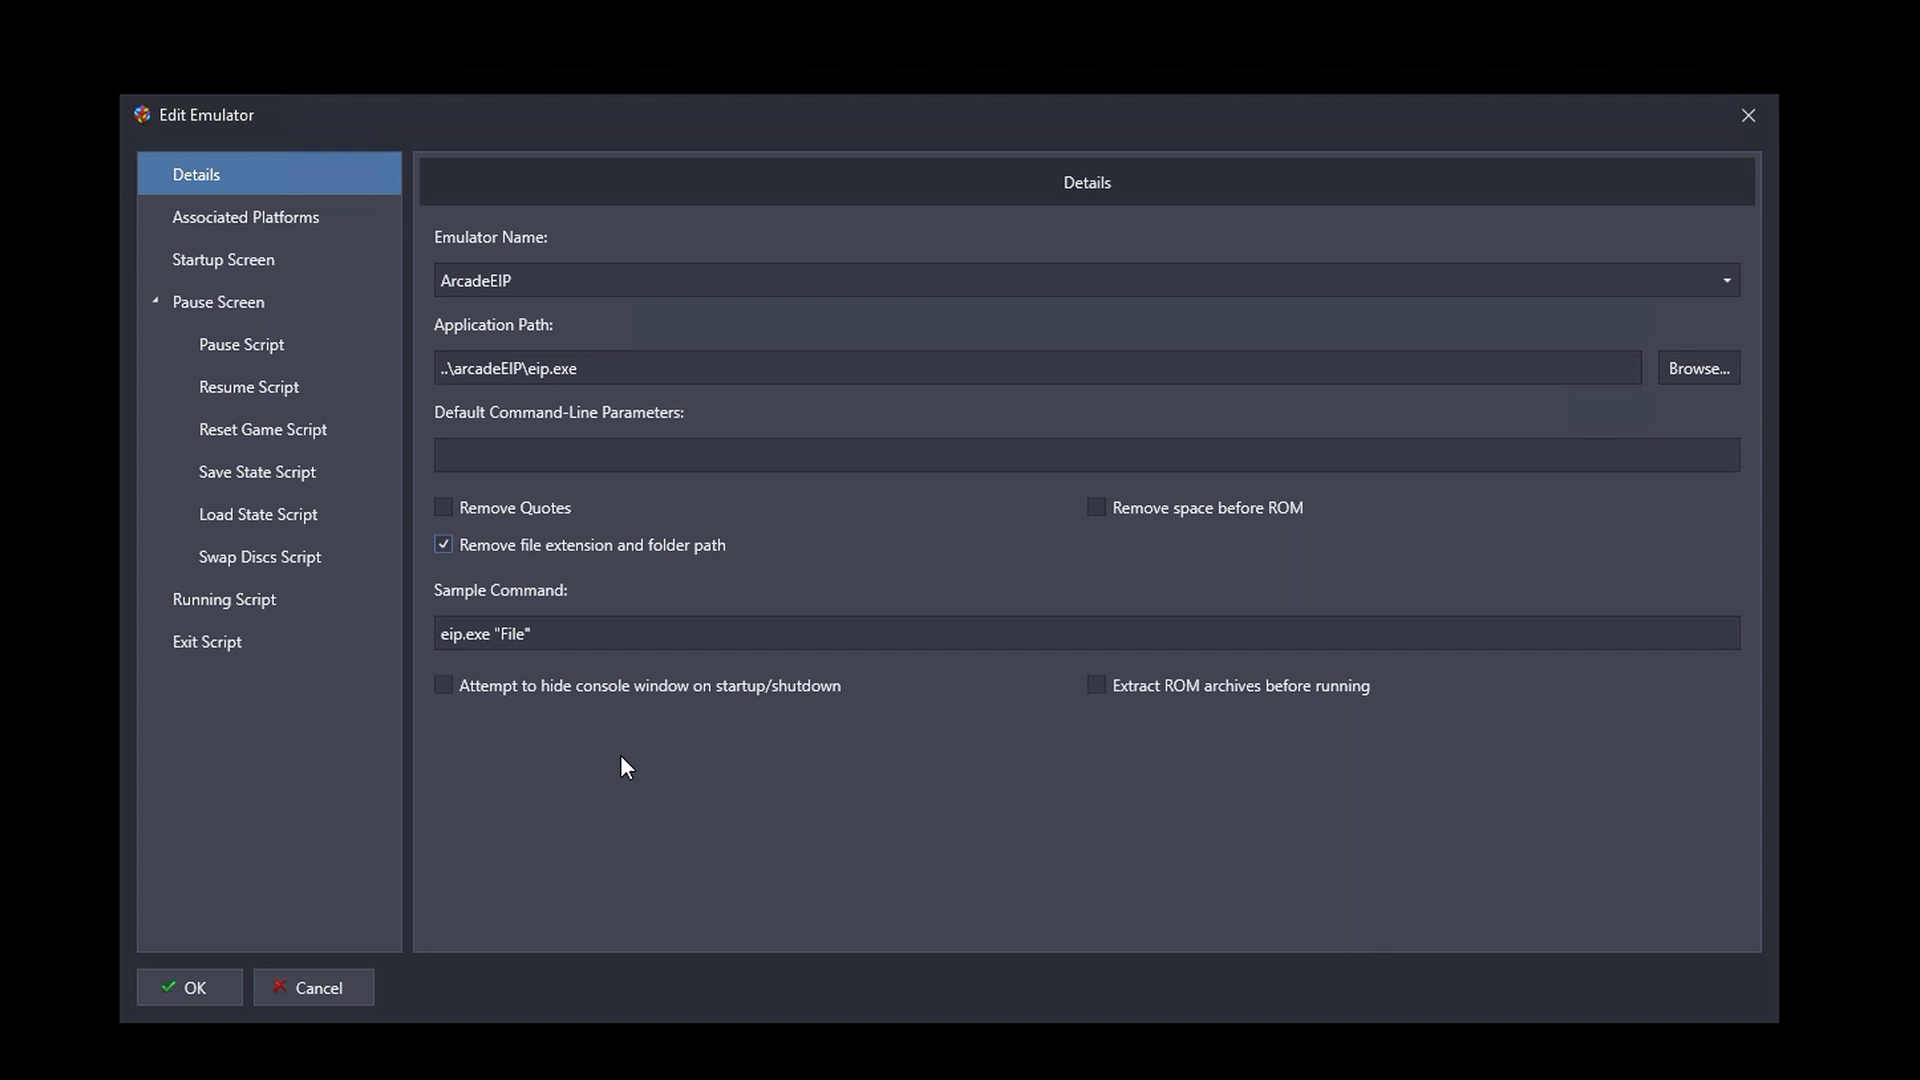 Edit Emulator
Details
Associated Platforms
Startup Screen
Pause Screen
Pause Script
Resume Script
Reset Game Script
Save State Script
Load State Script
Swap Discs Script
Running Script
Exit Script
Details
Emulator Name:
ArcadeEIP
Application Path:
..\arcadeEIP\eip.exe
Browse...
Default Command-Line Parameters:
Remove Quotes
Remove space before ROM
Remove file extension and folder path
Sample Command:
eip.exe "File"
Attempt to hide console window on startup/shutdown
Extract ROM archives before running
OK
Cancel